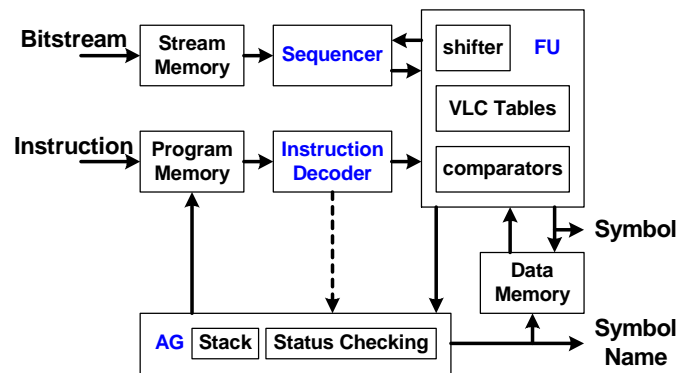 Bitstream
Stream
Memory
Sequencer
shifter
FU
VLC Tables
comparators
Instruction
Program
Memory
Instruction
Decoder
Symbol
Data
Memory
AG
Stack
Status Checking
Symbol
Name